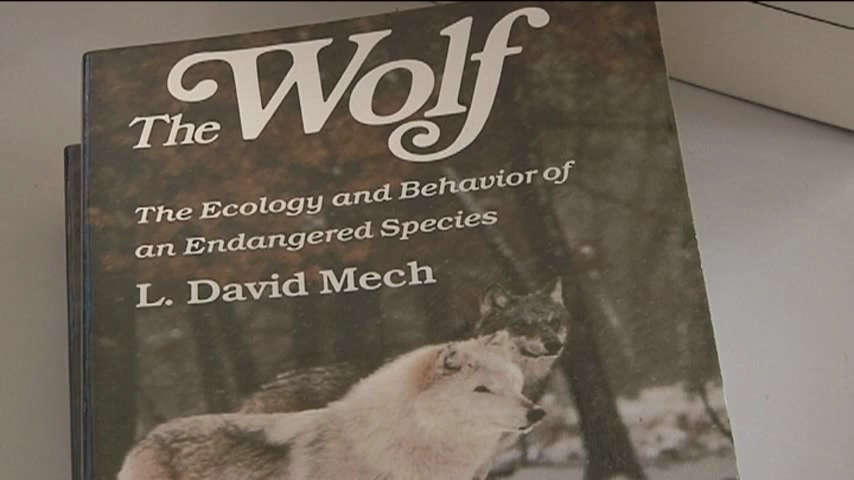 The Wolf
The Ecology and Behavior of
an Endangered Species
L. David Mech